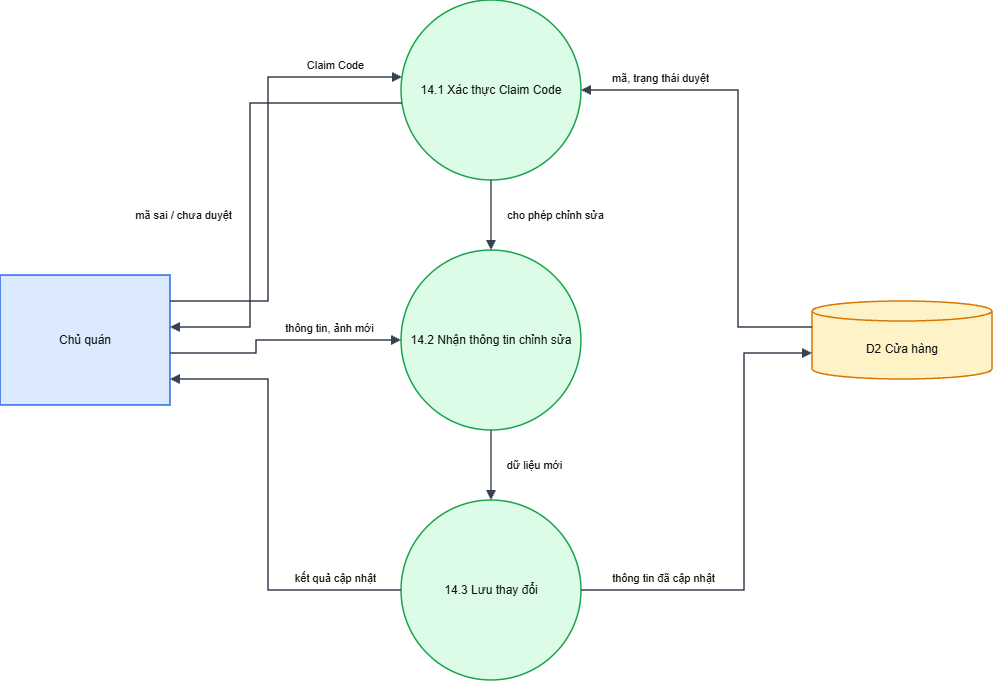 Claim Code
14.1 Xác thực Claim Code
mã, trạng thái duyệt
mã sai / chưa duyệt
cho phép chỉnh sửa
Chủ quán
thông tin, ảnh mới
14.2 Nhận thông tin chỉnh sửa
D2 Cửa hàng
dữ liệu mới
kết quả cập nhật
14.3 Lưu thay đổi
thông tin đã cập nhật